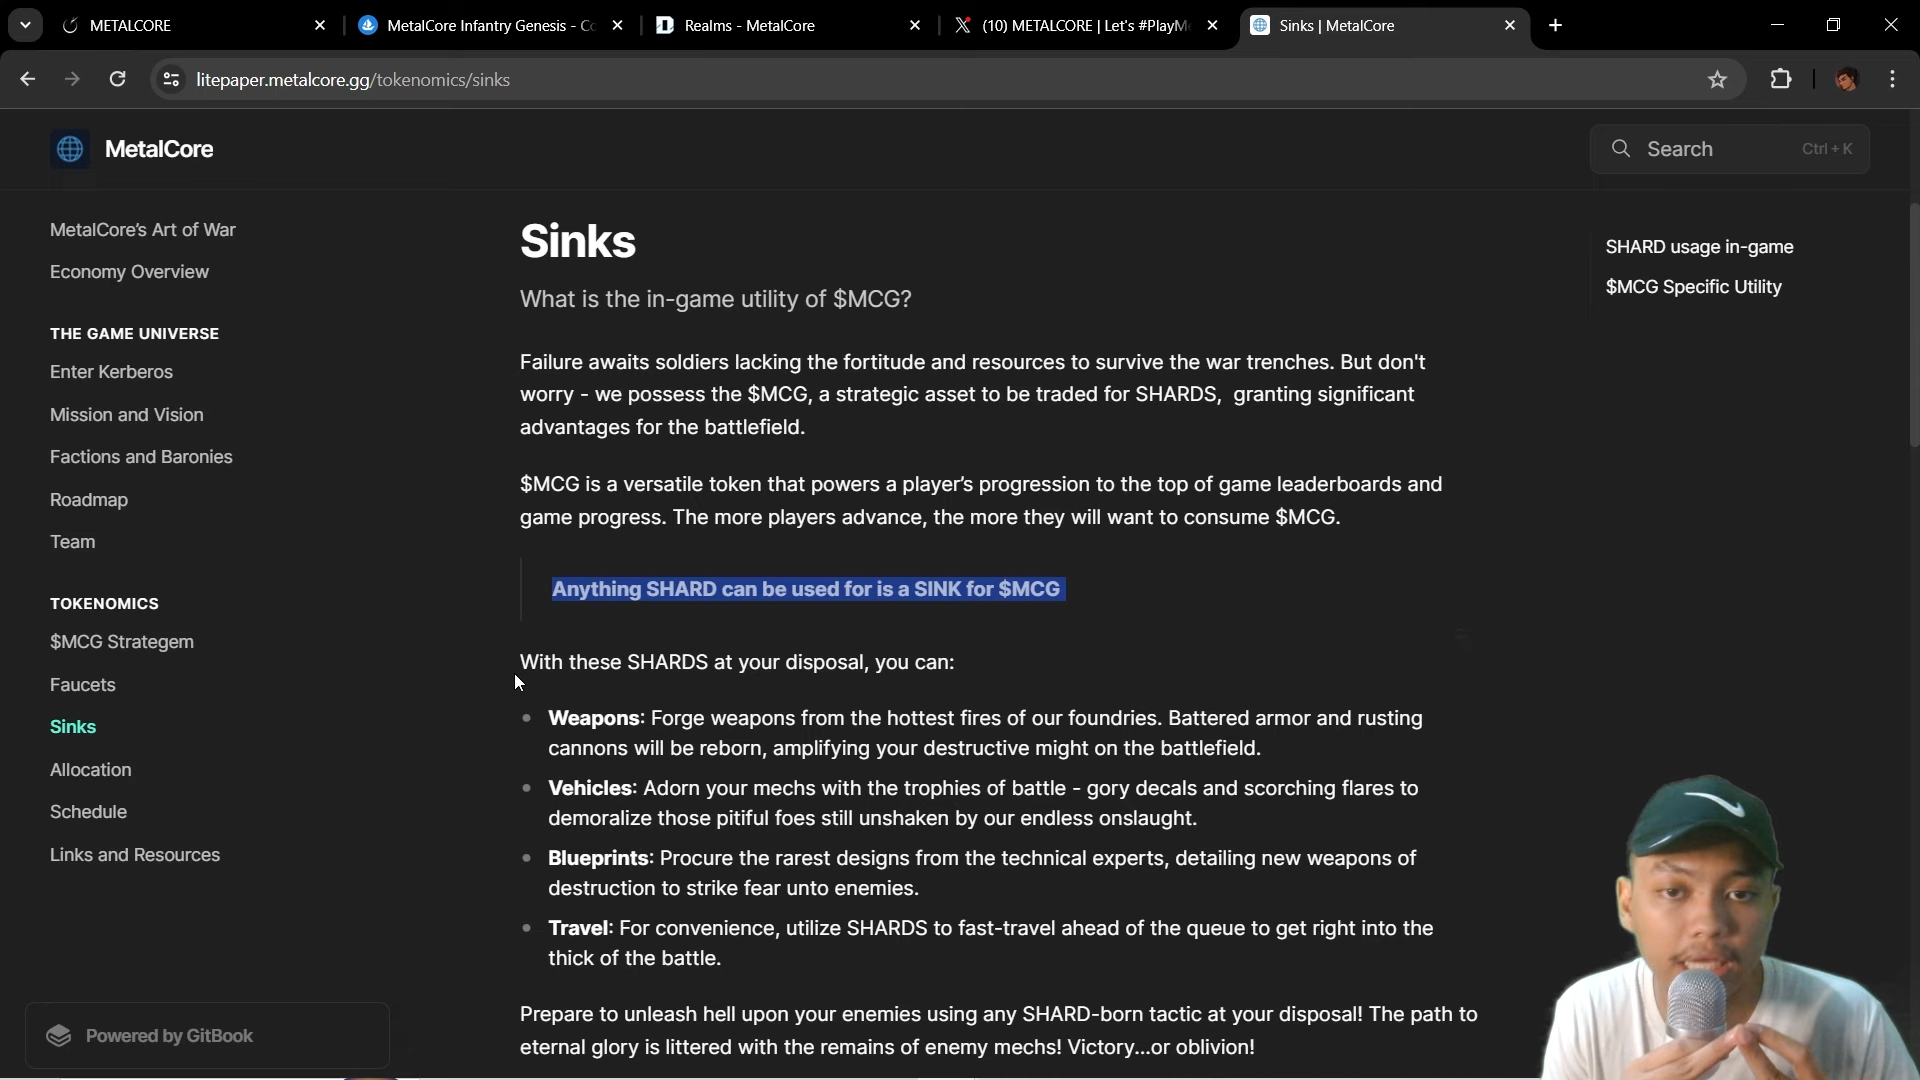 METALCORE
MetalCore Infantry Genesis - Co
Realms - MetalCore
(10) METALCORE | Let's #PlayMe
Sinks | MetalCore
litepaper.metalcore.gg/tokenomics/sinks
MetalCore
Search
Ctrl + K
MetalCore's Art of War
Economy Overview
THE GAME UNIVERSE
Enter Kerberos
Mission and Vision
Factions and Baronies
Roadmap
Team
TOKENOMICS
$MCG Strategem
Faucets
Sinks
Allocation
Schedule
Links and Resources
Powered by GitBook
Sinks
What is the in-game utility of $MCG?
Failure awaits soldiers lacking the fortitude and resources to survive the war trenches. But don't
worry - we possess the $MCG, a strategic asset to be traded for SHARDS, granting significant
advantages for the battlefield.
$MCG is a versatile token that powers a player's progression to the top of game leaderboards and
game progress. The more players advance, the more they will want to consume $MCG.
Anything SHARD can be used for is a SINK for $MCG
With these SHARDS at your disposal, you can:
• Weapons: Forge weapons from the hottest fires of our foundries. Battered armor and rusting
cannons will be reborn, amplifying your destructive might on the battlefield.
• Vehicles: Adorn your mechs with the trophies of battle - gory decals and scorching flares to
demoralize those pitiful foes still unshaken by our endless onslaught.
• Blueprints: Procure the rarest designs from the technical experts, detailing new weapons of
destruction to strike fear unto enemies.
• Travel: For convenience, utilize SHARDS to fast-travel ahead of the queue to get right into the
thick of the battle.
Prepare to unleash hell upon your enemies using any SHARD-born tactic at your disposal! The path to
eternal glory is littered with the remains of enemy mechs! Victory...or oblivion!
SHARD usage in-game
$MCG Specific Utility